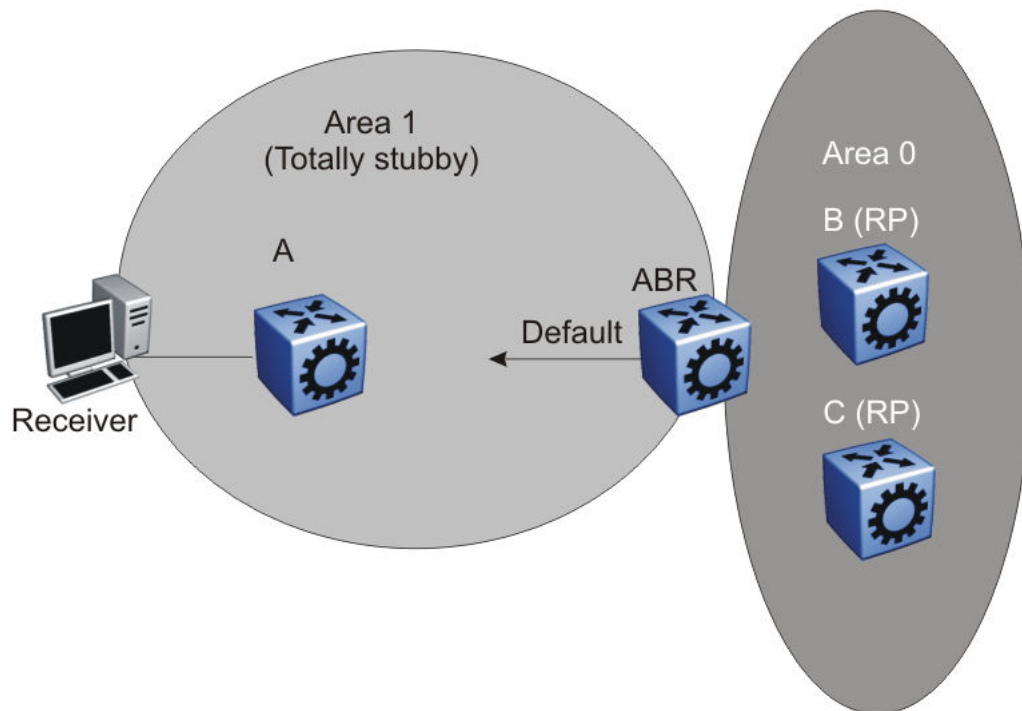 Area 1
(Totally stubby)
Area 0
A
B (RP)
ABR
Default
Receiver
C (RP)